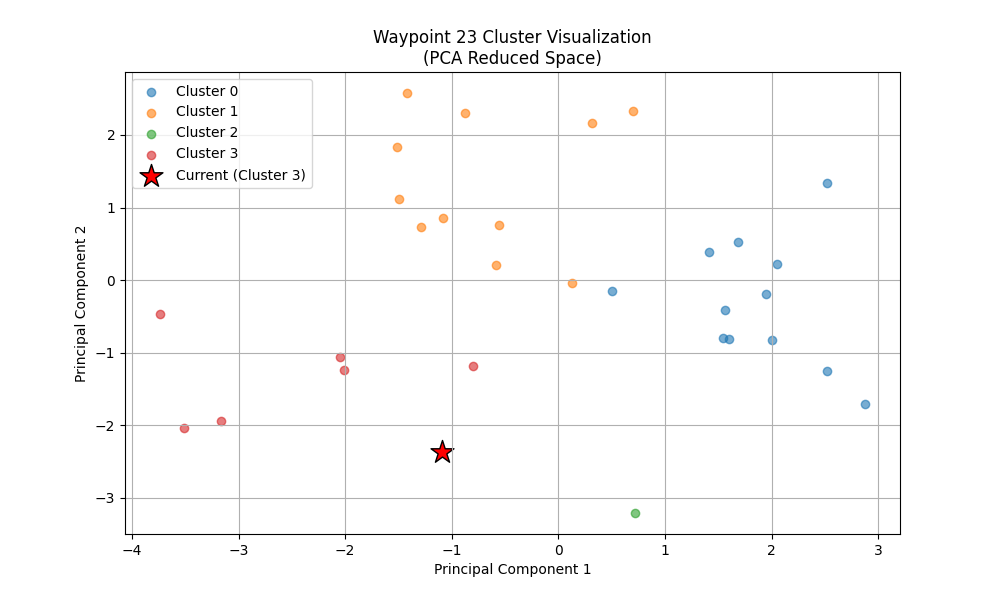 Waypoint 23 Cluster Visualization
(PCA Reduced Space)
Cluster 0
Cluster 1
Cluster 2
Cluster 3
Current (Cluster 3)
Principal Component 2
2
1
0
−1
−2
−3
−4
−3
−2
−1
0
1
2
3
Principal Component 1